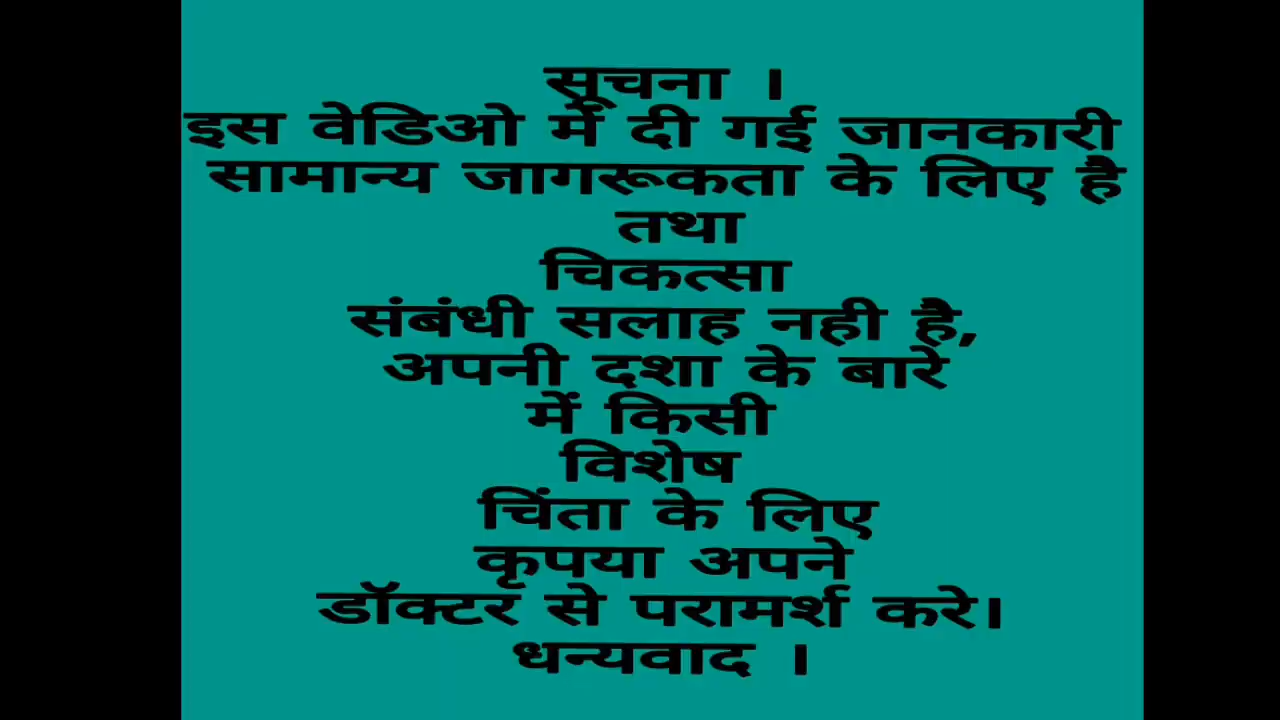 सूचना ।
इस वेडिओ में दी गई जानकारी
सामान्य जागरूकता के लिए है
तथा
चिकत्सा
संबंधी सलाह नही है,
अपनी दशा के बारे
में किसी
विशेष
चिंता के लिए
कृपया अपने
डॉक्टर से परामर्श करे।
धन्यवाद ।